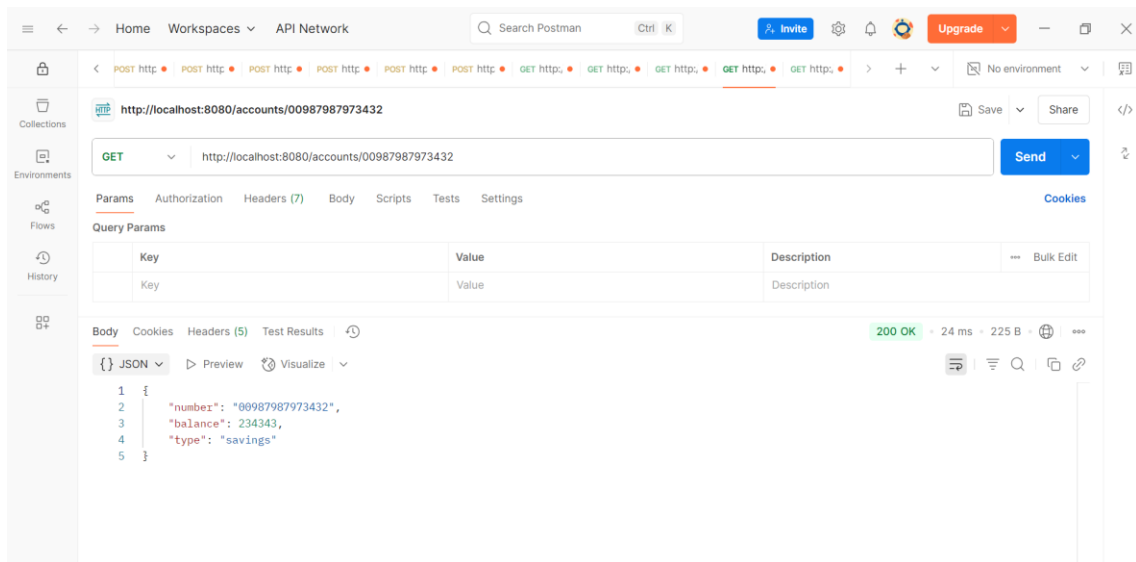 Home Workspaces API Network Search Postman Ctrl K Invite Upgrade
POST http POST http POST http POST http POST http POST http GET http:, GET http:, GET http:, GET http:, GET http:, No environment
HTTP http://localhost:8080/accounts/00987987973432 Save Share
Collections
GET http://localhost:8080/accounts/00987987973432 Send
Environments
Params Authorization Headers (7) Body Scripts Tests Settings Cookies
Flows
Query Params
Key Value Description Bulk Edit
History
Key Value Description
Body Cookies Headers (5) Test Results 200 OK 24 ms 225 B
{} JSON Preview Visualize
1 {
2 "number": "00987987973432",
3 "balance": 234343,
4 "type": "savings"
5 }